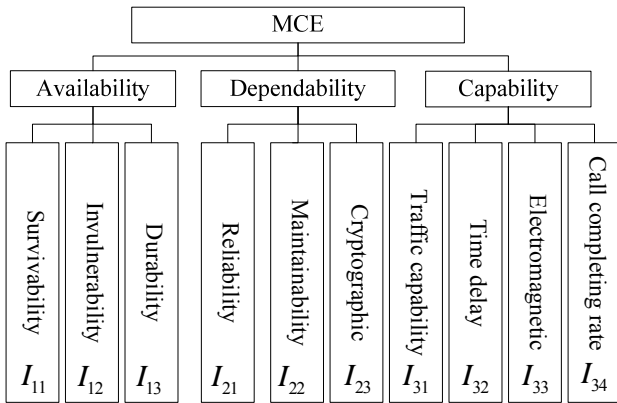 MCE
Availability
Dependability
Capability
Survivability
Invulnerability
Durability
Reliability
Maintainability
Cryptographic
Traffic capability
Time delay
Electromagnetic
Call completing rate
I₁₁
I₁₂
I₁₃
I₂₁
I₂₂
I₂₃
I₃₁
I₃₂
I₃₃
I₃₄